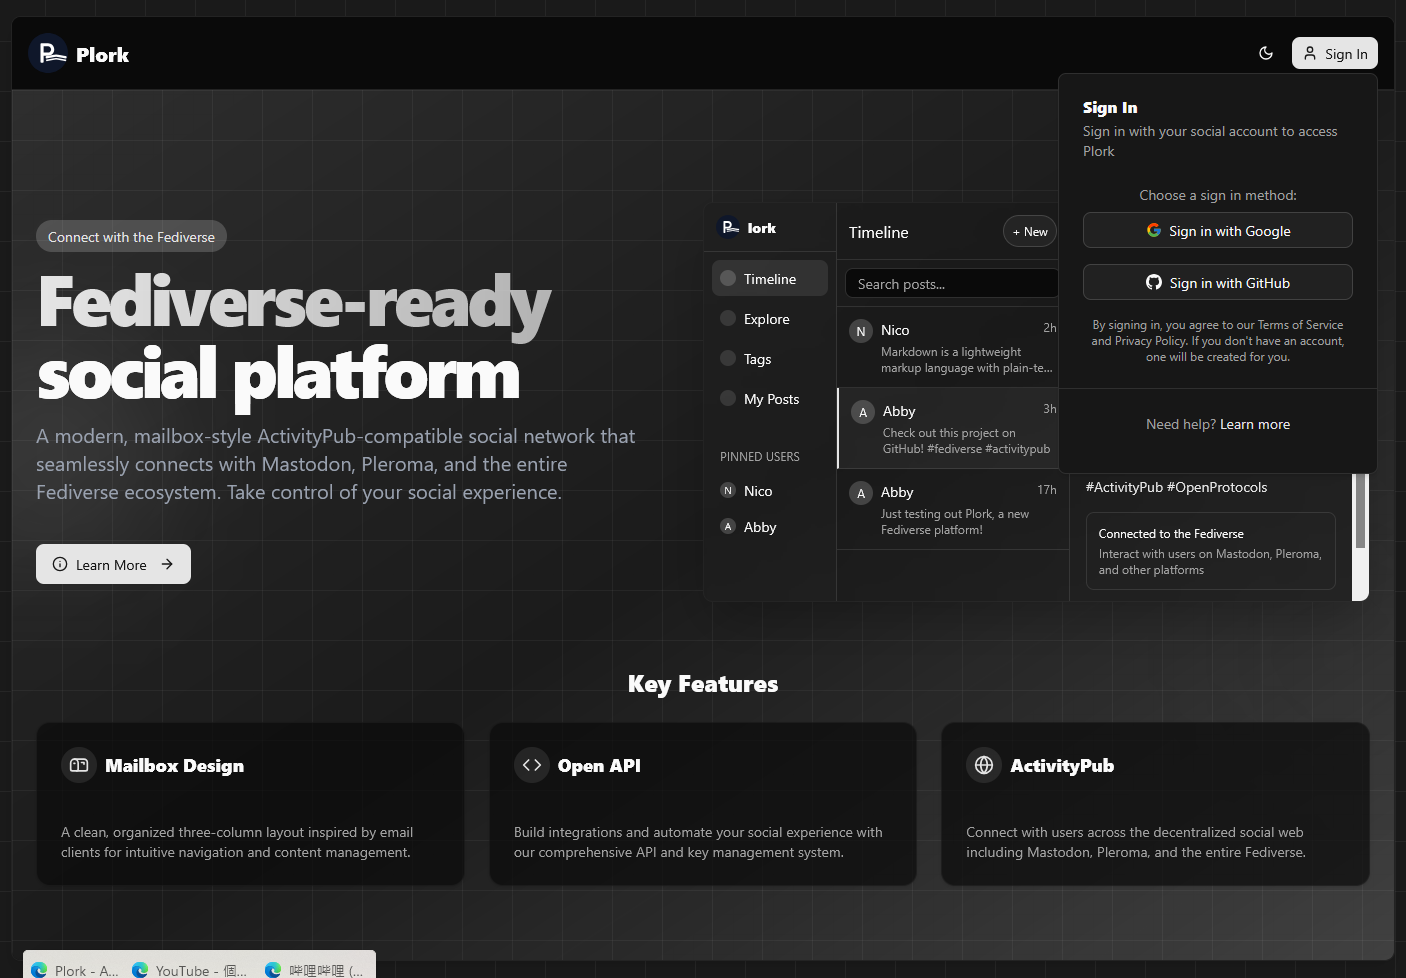 Plork
Sign In
Sign In
Sign in with your social account to access
Plork
Choose a sign in method:
Sign in with Google
Sign in with GitHub
By signing in, you agree to our Terms of Service
and Privacy Policy. If you don't have an account,
one will be created for you.
Need help? Learn more
Connect with the Fediverse
Fediverse-ready
social platform
A modern, mailbox-style ActivityPub-compatible social network that
seamlessly connects with Mastodon, Pleroma, and the entire
Fediverse ecosystem. Take control of your social experience.
Learn More
lork
Timeline
Explore
Tags
My Posts
PINNED USERS
N Nico
A Abby
Timeline
+ New
Search posts...
N Nico 2h
Markdown is a lightweight
markup language with plain-te...
A Abby 3h
Check out this project on
GitHub! #fediverse #activitypub
A Abby 17h
Just testing out Plork, a new
Fediverse platform!
#ActivityPub #OpenProtocols
Connected to the Fediverse
Interact with users on Mastodon, Pleroma,
and other platforms
Key Features
Mailbox Design
A clean, organized three-column layout inspired by email
clients for intuitive navigation and content management.
Open API
Build integrations and automate your social experience with
our comprehensive API and key management system.
ActivityPub
Connect with users across the decentralized social web
including Mastodon, Pleroma, and the entire Fediverse.
Plork - A...
YouTube - 個...
哔哩哔哩 (...